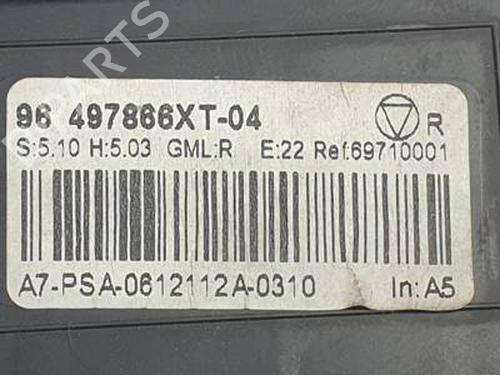 96 497866XT-04
R
S:5.10 H:5.03 GML:R E:22 Ref:69710001
A7-PSA-0612112A-0310 In: A5